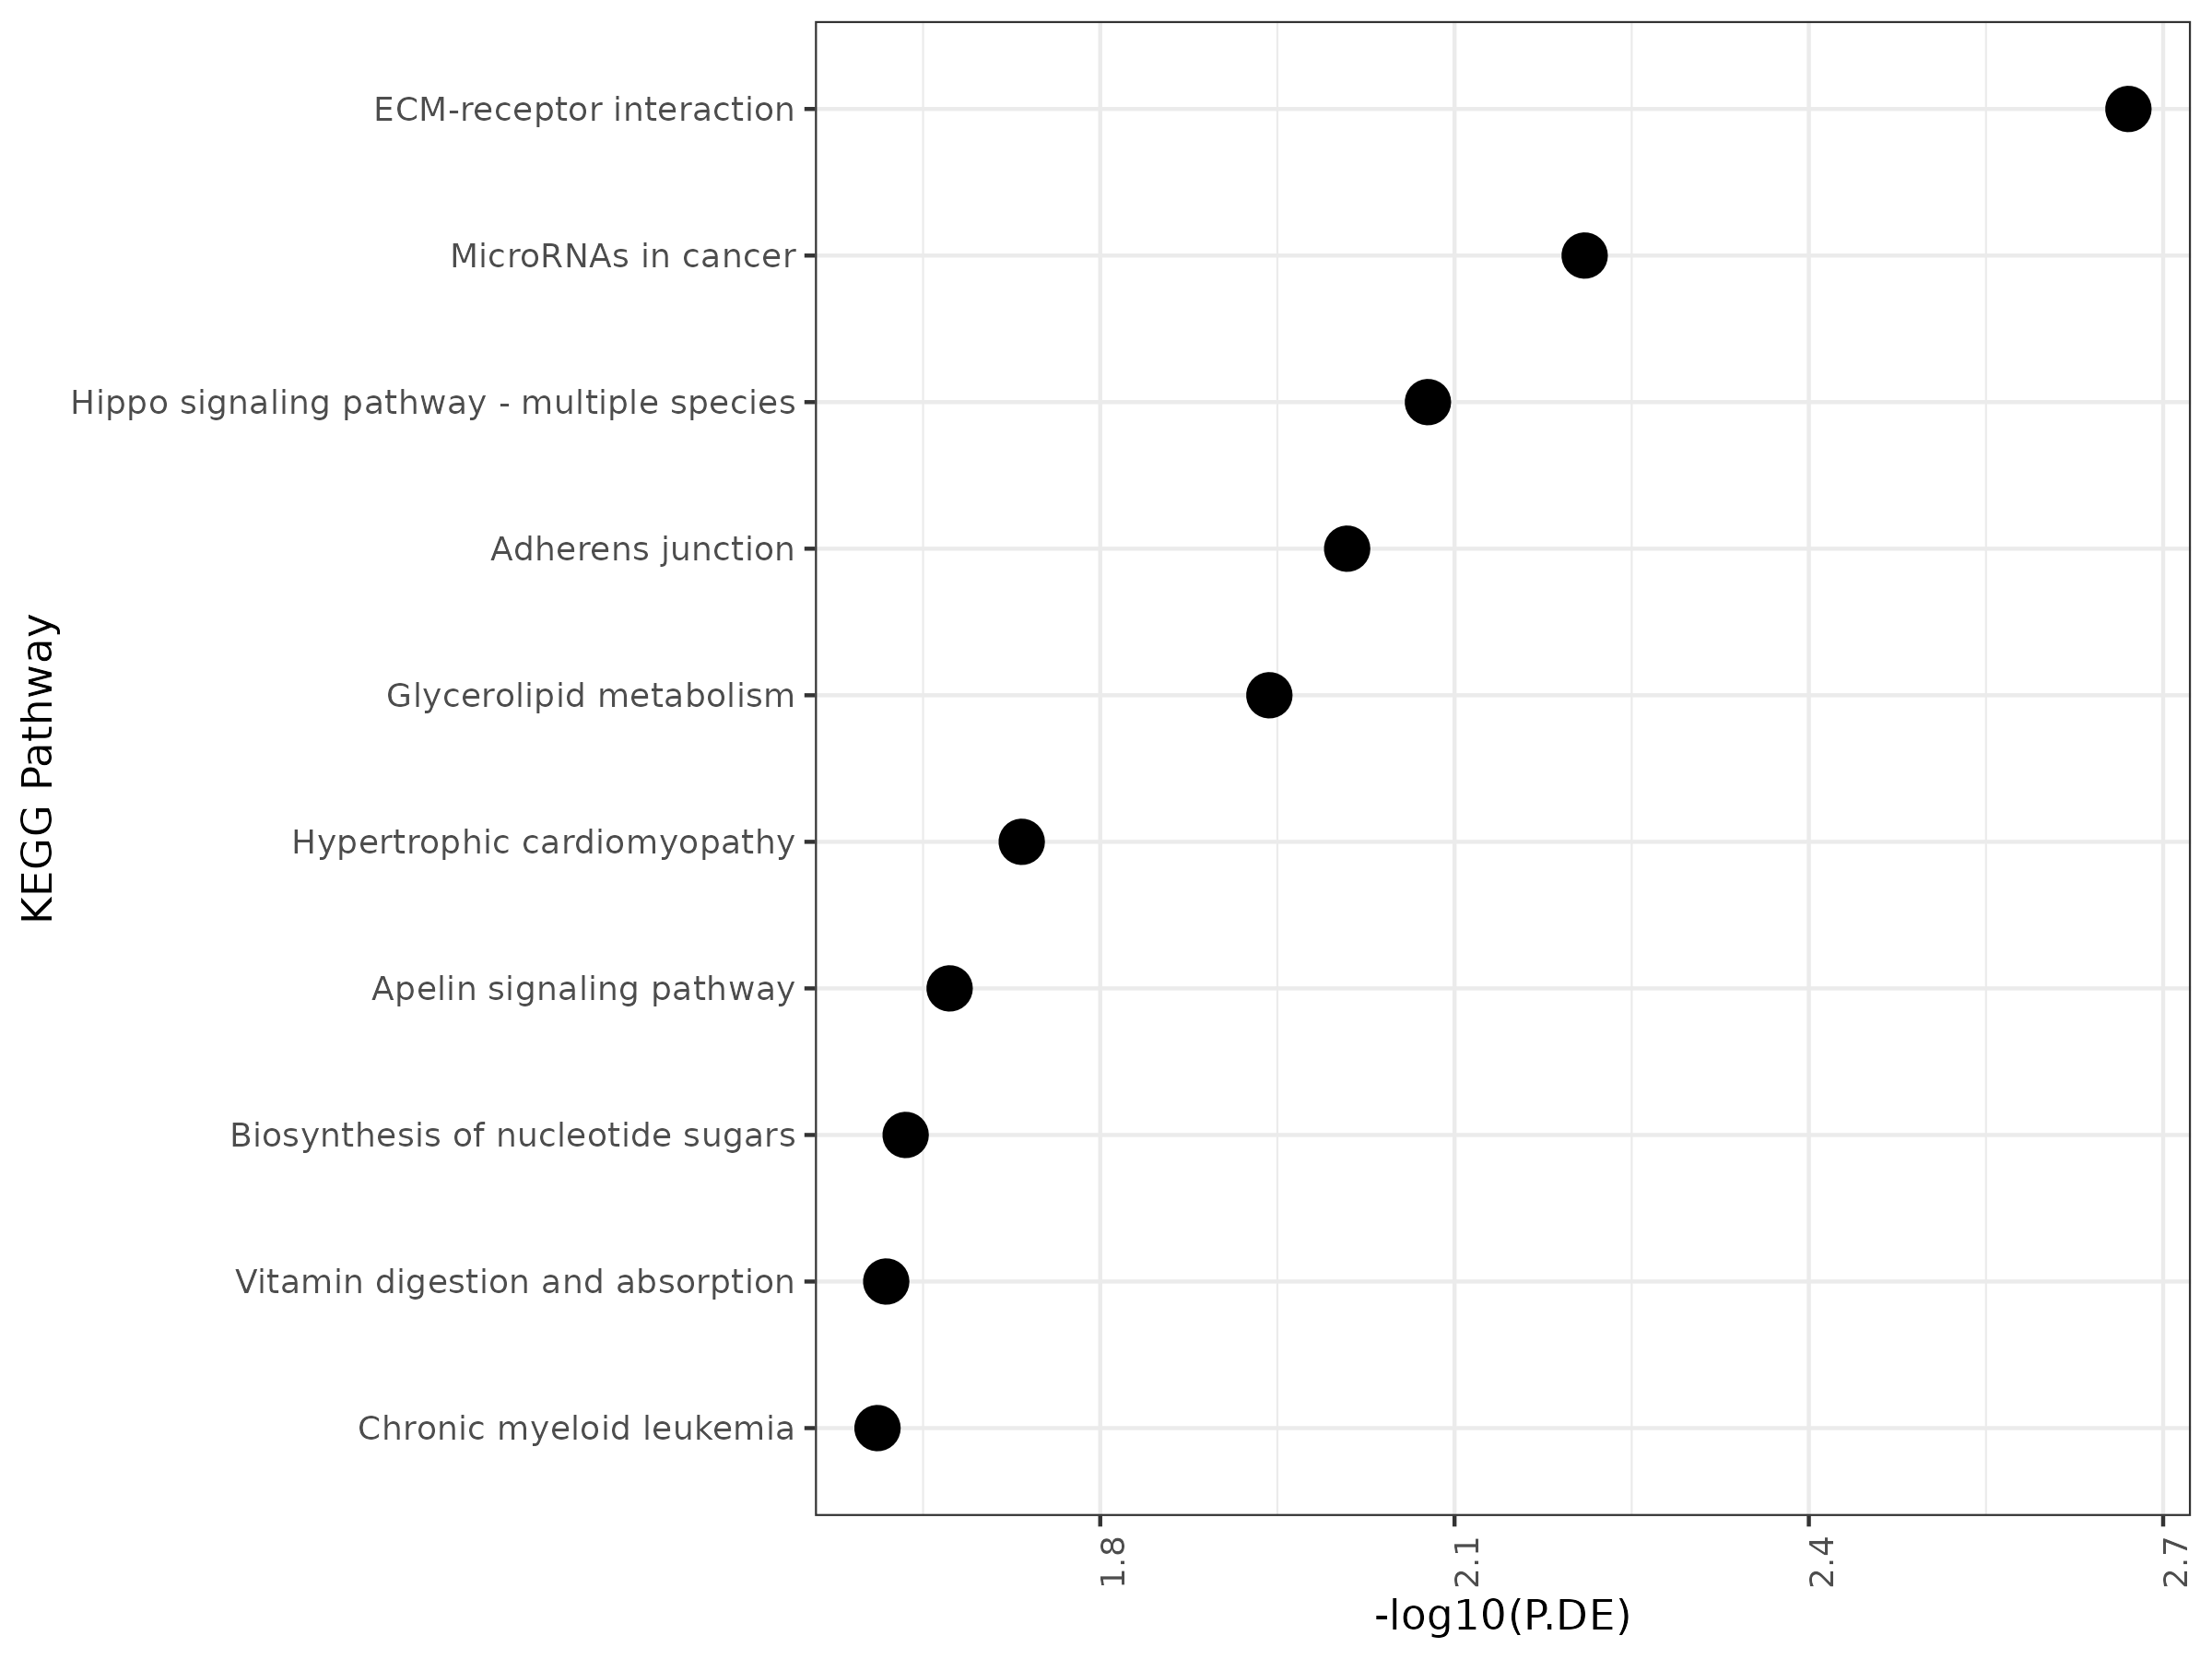 ECM-receptor interaction
MicroRNAs in cancer
Hippo signaling pathway - multiple species
Adherens junction
Glycerolipid metabolism
Hypertrophic cardiomyopathy
Apelin signaling pathway
Biosynthesis of nucleotide sugars
Vitamin digestion and absorption
Chronic myeloid leukemia
KEGG Pathway
1.8
2.1
2.4
2.7
-log10(P.DE)